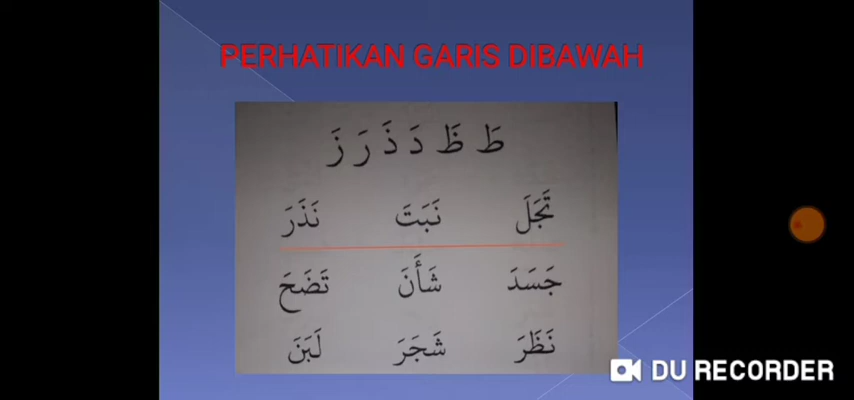 PERHATIKAN GARIS DIBAWAH
طَ ظَ دَ ذَ رَ زَ
تَجَلَ نَبَتَ نَذَرَ
جَسَدَ شَأَنَ تَضَحَ
نَظَرَ شَجَرَ لَبَنَ
DU RECORDER